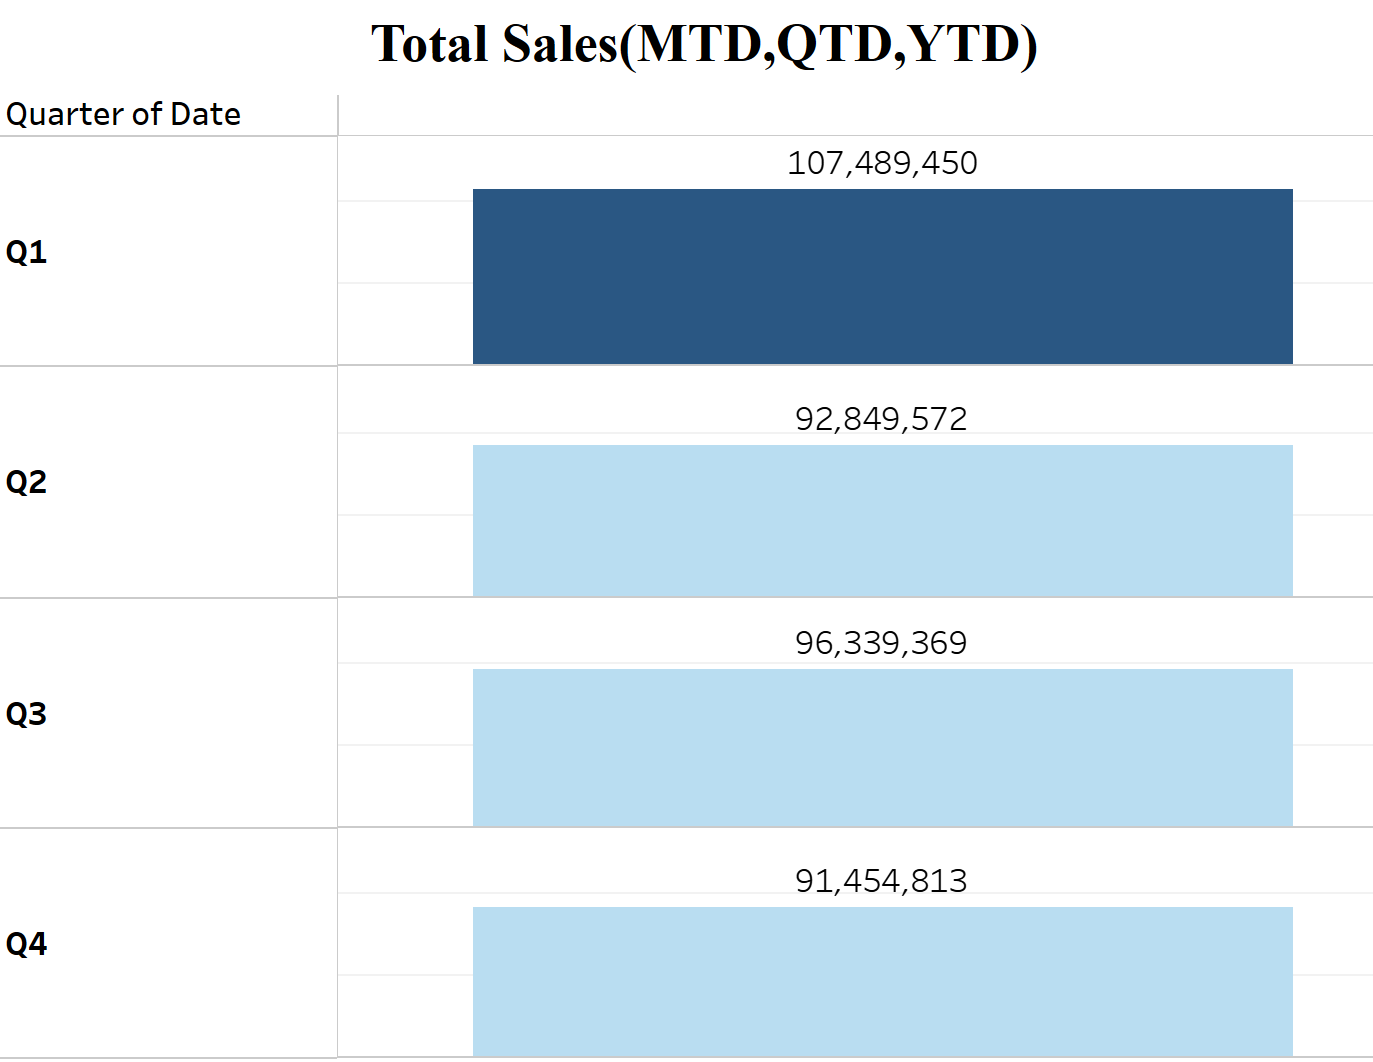 Total Sales(MTD,QTD,YTD)
Quarter of Date
107,489,450
Q1
92,849,572
Q2
96,339,369
Q3
91,454,813
Q4